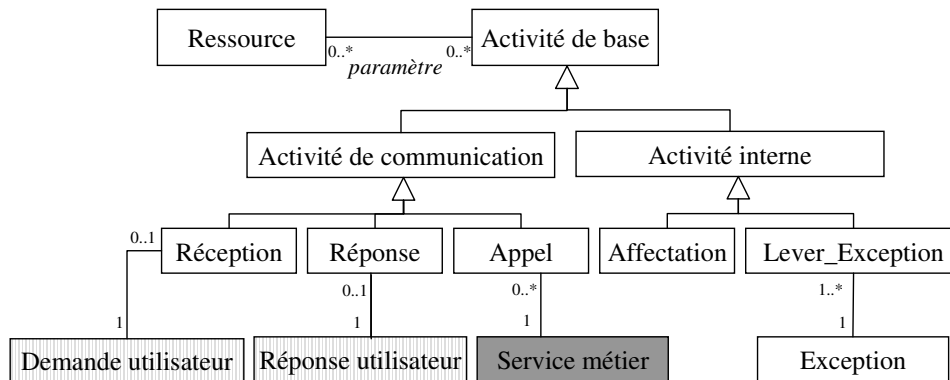 Ressource
Activité de base
0..*
0..*
paramètre
Activité de communication
Activité interne
0..1
Réception
Réponse
Appel
Affectation
Lever_Exception
0..1
0..*
1..*
1
1
1
1
Demande utilisateur
Réponse utilisateur
Service métier
Exception